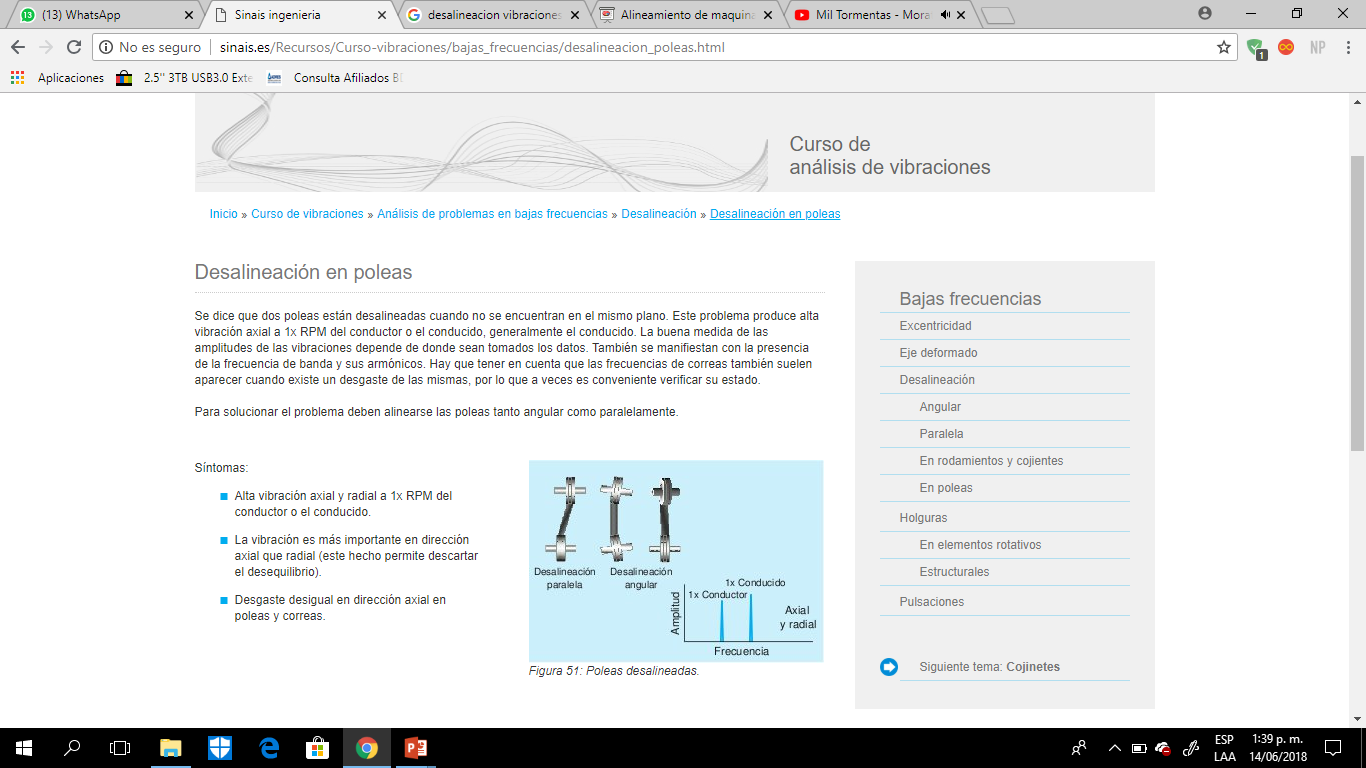 (13) WhatsApp
Sinais ingenieria
desalineacion vibraciones
Alineamiento de maquina
Mil Tormentas - Mora
No es seguro | sinais.es/Recursos/Curso-vibraciones/bajas_frecuencias/desalineacion_poleas.html
1
NP
Aplicaciones
2.5'' 3TB USB3.0 Exte
Consulta Afiliados BD
Curso de
análisis de vibraciones
Inicio » Curso de vibraciones » Análisis de problemas en bajas frecuencias » Desalineación » Desalineación en poleas
Desalineación en poleas
Se dice que dos poleas están desalineadas cuando no se encuentran en el mismo plano. Este problema produce alta
vibración axial a 1x RPM del conductor o el conducido, generalmente el conducido. La buena medida de las
amplitudes de las vibraciones depende de donde sean tomados los datos. También se manifiestan con la presencia
de la frecuencia de banda y sus armónicos. Hay que tener en cuenta que las frecuencias de correas también suelen
aparecer cuando existe un desgaste de las mismas, por lo que a veces es conveniente verificar su estado.
Para solucionar el problema deben alinearse las poleas tanto angular como paralelamente.
Síntomas:
Alta vibración axial y radial a 1x RPM del
conductor o el conducido.
La vibración es más importante en dirección
axial que radial (este hecho permite descartar
el desequilibrio).
Desgaste desigual en dirección axial en
poleas y correas.
Desalineación
paralela
Desalineación
angular
1x Conducido
1x Conductor
Axial
y radial
Amplitud
Frecuencia
Figura 51: Poleas desalineadas.
Bajas frecuencias
Excentricidad
Eje deformado
Desalineación
Angular
Paralela
En rodamientos y cojientes
En poleas
Holguras
En elementos rotativos
Estructurales
Pulsaciones
Siguiente tema: Cojinetes
ESP
LAA
1:39 p. m.
14/06/2018